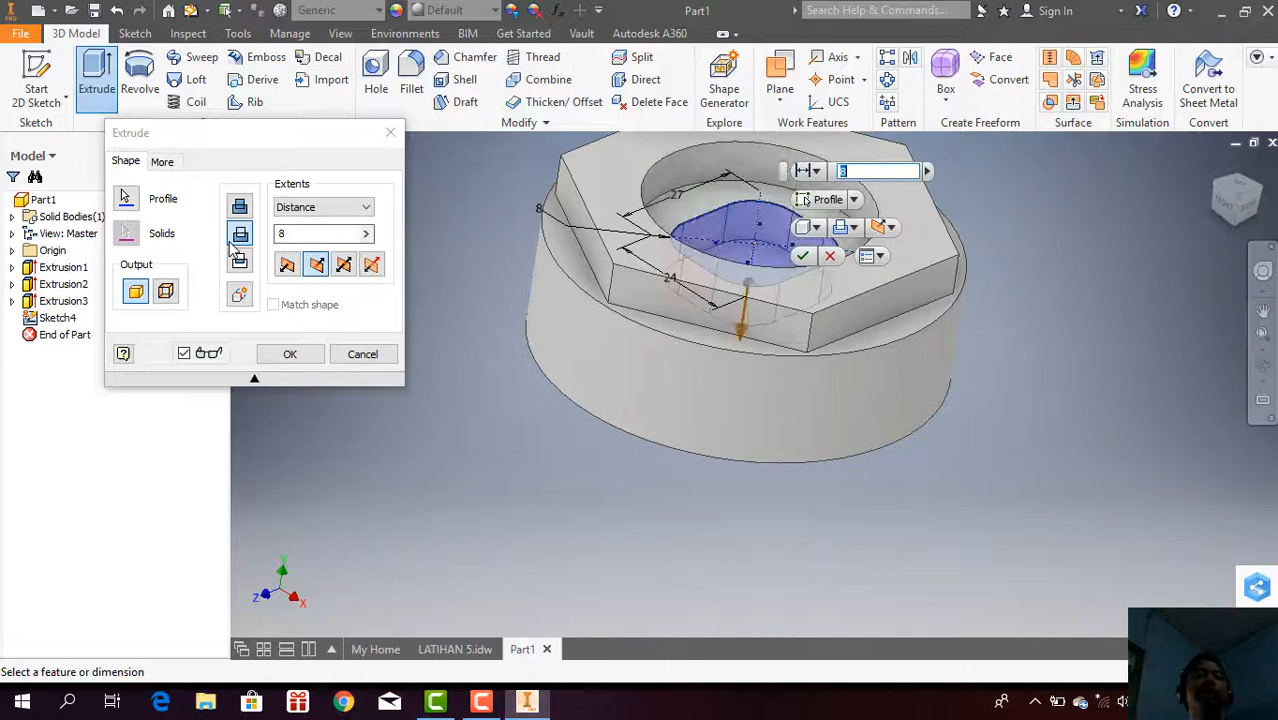 PRO
Generic
Default
Part1
Search Help & Commands...
Sign In
File
3D Model
Sketch
Inspect
Tools
Manage
View
Environments
BIM
Get Started
Vault
Autodesk A360
Start
2D Sketch
Extrude
Revolve
Sweep
Loft
Coil
Emboss
Derive
Rib
Decal
Import
Hole
Fillet
Chamfer
Shell
Draft
Thread
Combine
Thicken/ Offset
Split
Direct
Delete Face
Shape
Generator
Plane
Axis
Point
UCS
Box
Face
Convert
Stress
Analysis
Convert to
Sheet Metal
Sketch
Modify
Explore
Work Features
Pattern
Create Freeform
Surface
Simulation
Convert
Model
Part1
Solid Bodies(1)
View: Master
Origin
Extrusion1
Extrusion2
Extrusion3
Sketch4
End of Part
Extrude
Shape
More
Profile
Solids
Output
Extents
Distance
8
Match shape
OK
Cancel
27
8
24
8
Profile
Y
Z
X
My Home
LATIHAN 5.idw
Part1
Select a feature or dimension